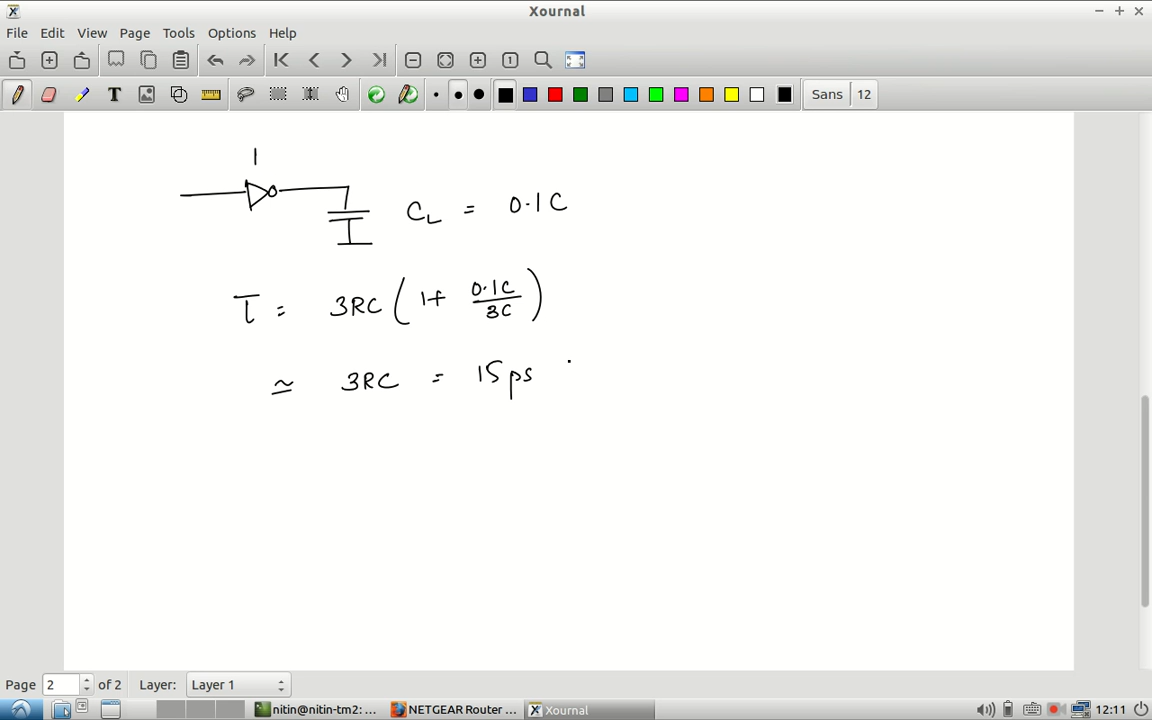 Xournal
File Edit View Page Tools Options Help
Sans 12
1
C_L = 0.1C
τ = 3RC(1+ 0.1C/3C)
≃ 3RC = 15ps
Page 2 of 2 Layer: Layer 1
nitin@nitin-tm2: ... NETGEAR Router ... Xournal 12:11